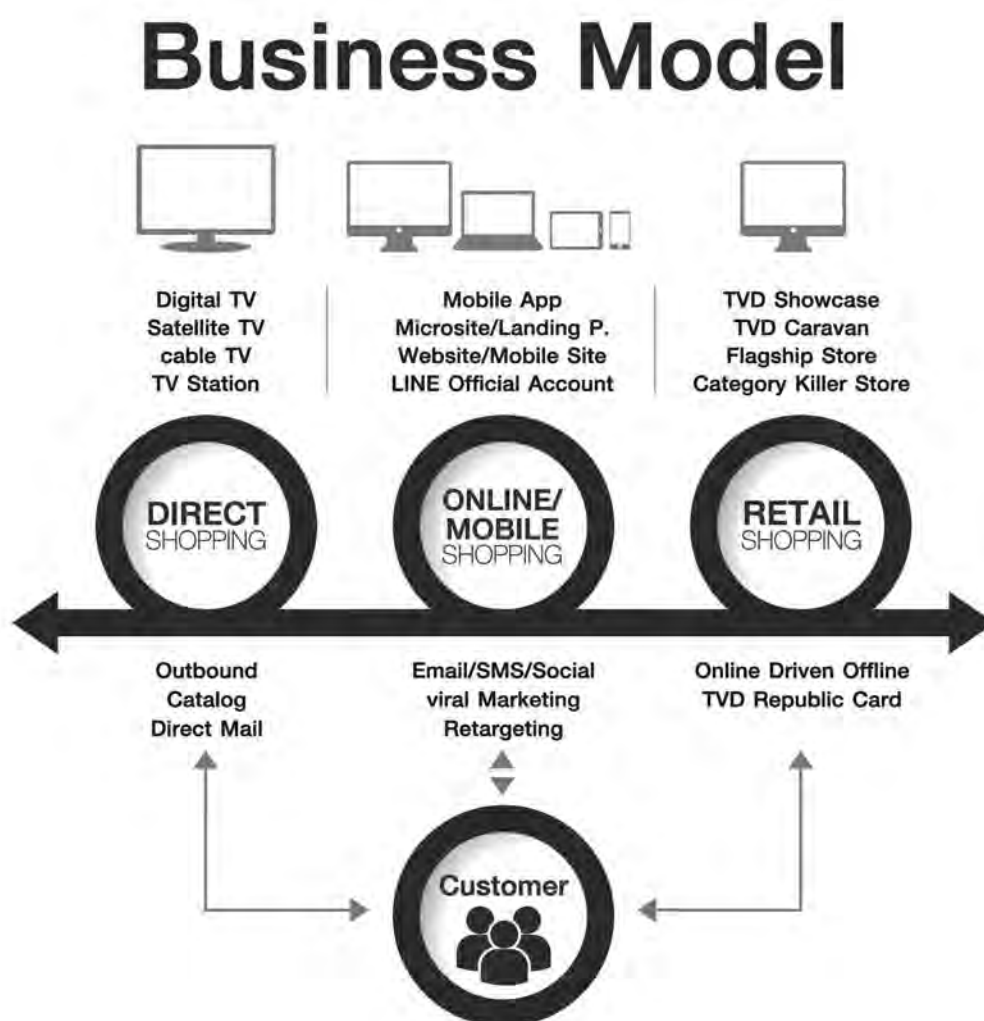 Business Model
Digital TV
Satellite TV
cable TV
TV Station
Mobile App
Microsite/Landing P.
Website/Mobile Site
LINE Official Account
TVD Showcase
TVD Caravan
Flagship Store
Category Killer Store
DIRECT
SHOPPING
ONLINE/
MOBILE
SHOPPING
RETAIL
SHOPPING
Outbound
Catalog
Direct Mail
Email/SMS/Social
viral Marketing
Retargeting
Online Driven Offline
TVD Republic Card
Customer